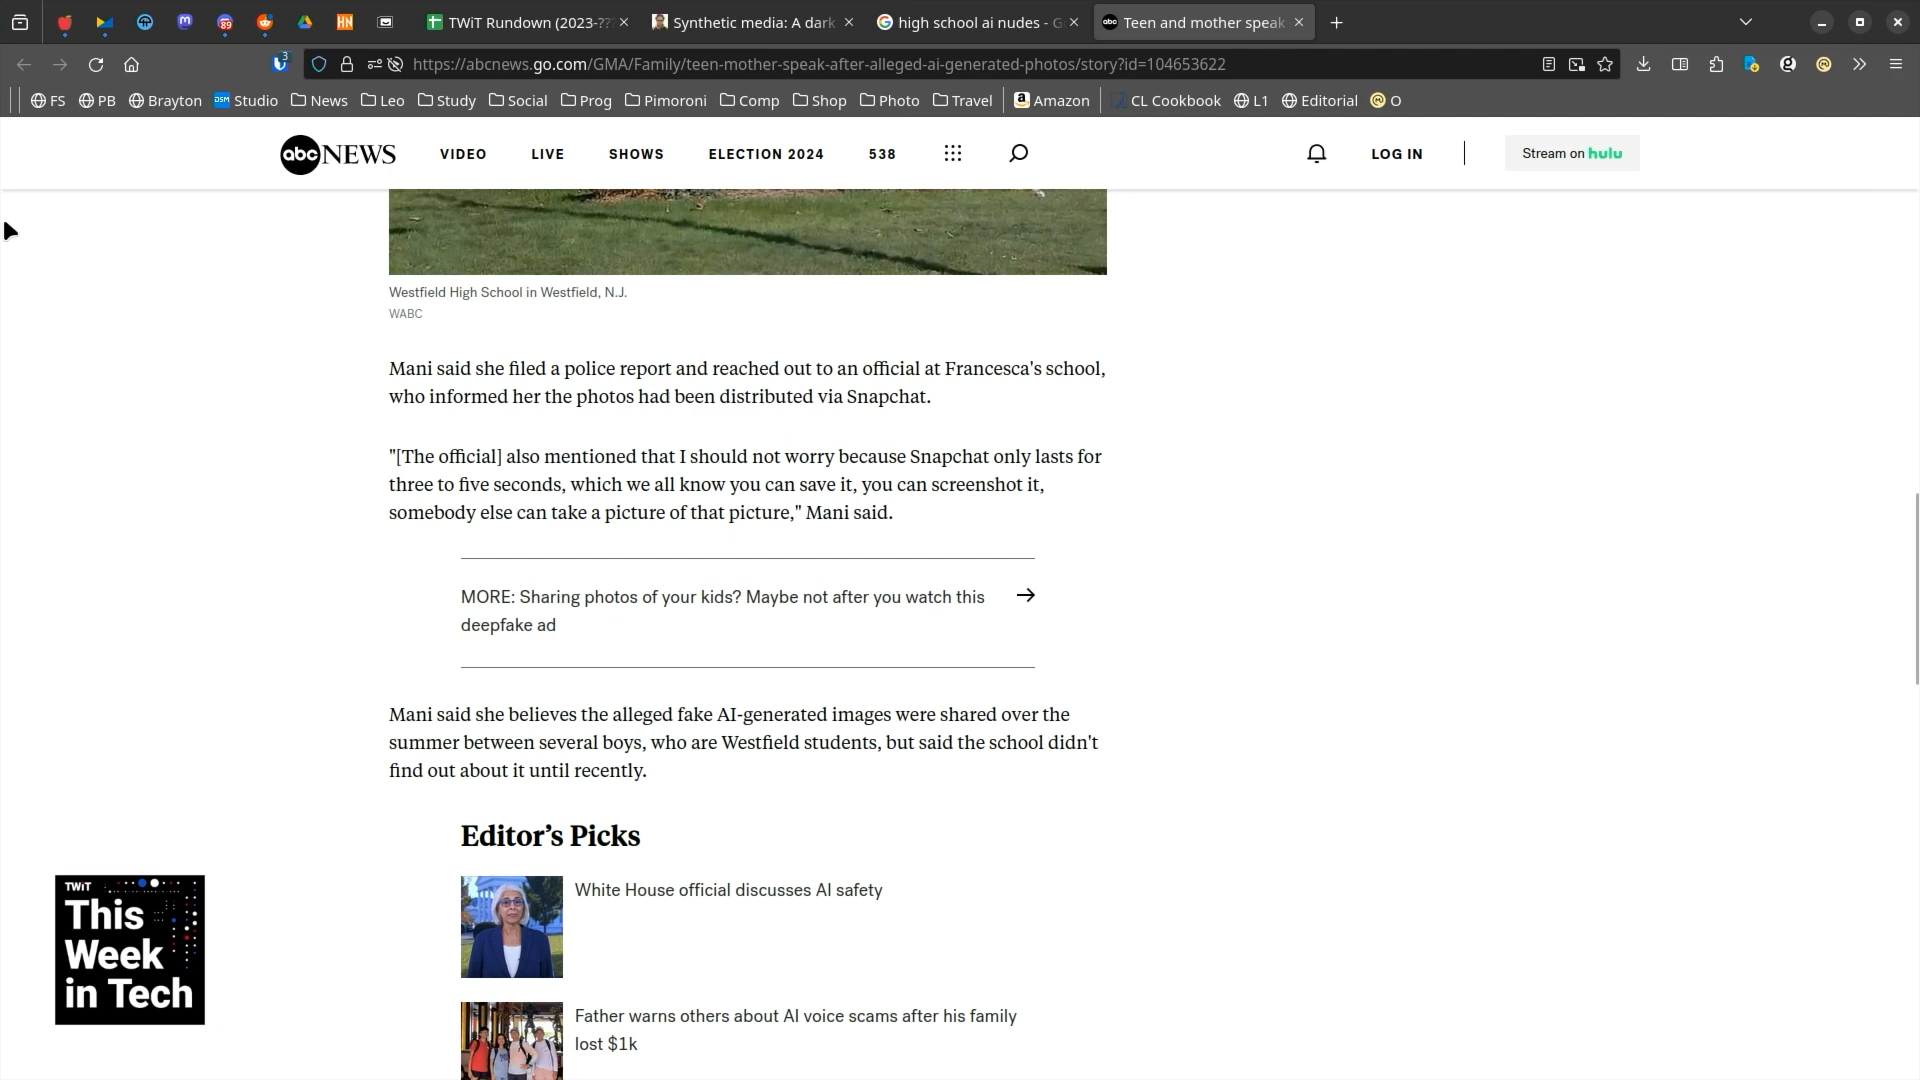 TWiT Rundown (2023-??
Synthetic media: A dark
high school ai nudes - G
Teen and mother speak
3
https://abcnews.go.com/GMA/Family/teen-mother-speak-after-alleged-ai-generated-photos/story?id=104653622
FS PB Brayton DSM Studio News Leo Study Social Prog Pimoroni Comp Shop Photo Travel Amazon CL Cookbook L1 Editorial O
abc NEWS VIDEO LIVE SHOWS ELECTION 2024 538 LOG IN Stream on hulu
Westfield High School in Westfield, N.J.
WABC
Mani said she filed a police report and reached out to an official at Francesca's school,
who informed her the photos had been distributed via Snapchat.
"[The official] also mentioned that I should not worry because Snapchat only lasts for
three to five seconds, which we all know you can save it, you can screenshot it,
somebody else can take a picture of that picture," Mani said.
MORE: Sharing photos of your kids? Maybe not after you watch this
deepfake ad
Mani said she believes the alleged fake AI-generated images were shared over the
summer between several boys, who are Westfield students, but said the school didn't
find out about it until recently.
Editor's Picks
White House official discusses AI safety
Father warns others about AI voice scams after his family
lost $1k
TWiT
This
Week
in Tech